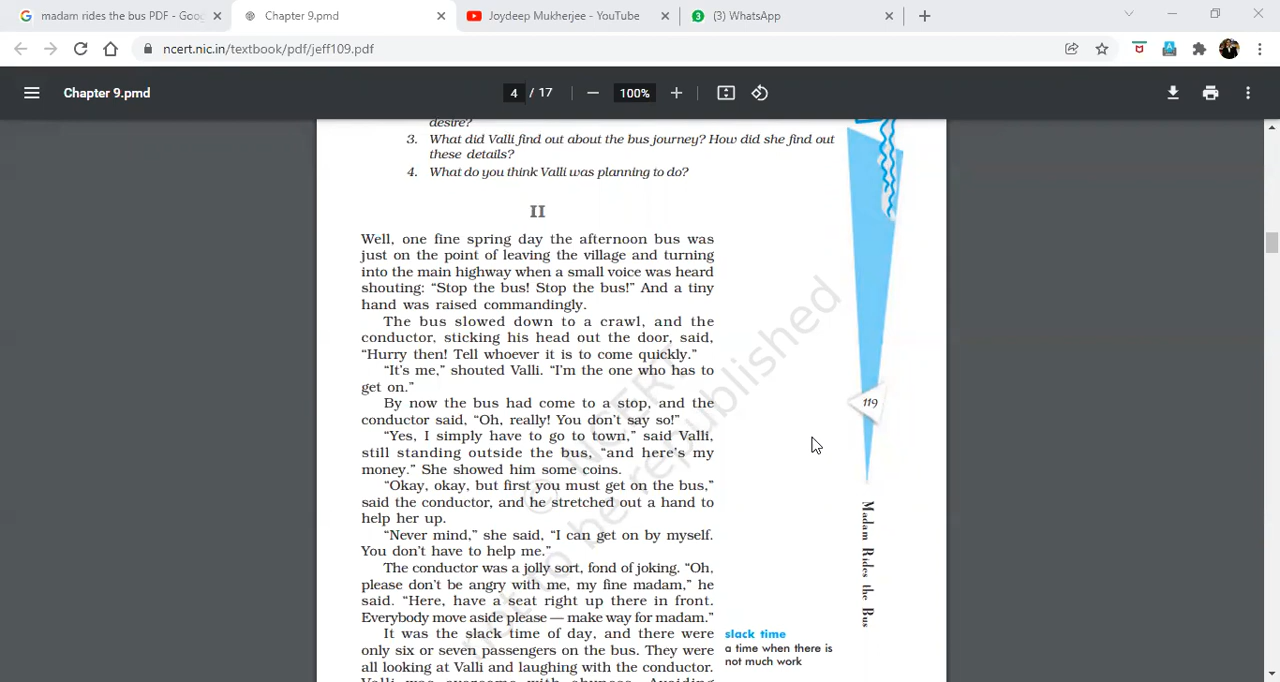 madam rides the bus PDF - Goo
Chapter 9.pmd
Joydeep Mukherjee - YouTube
3
(3) WhatsApp
ncert.nic.in/textbook/pdf/jeff109.pdf
Chapter 9.pmd
4 / 17
100%
desire?
3. What did Valli find out about the bus journey? How did she find out
these details?
4. What do you think Valli was planning to do?
II
Well, one fine spring day the afternoon bus was
just on the point of leaving the village and turning
into the main highway when a small voice was heard
shouting: “Stop the bus! Stop the bus!” And a tiny
hand was raised commandingly.
The bus slowed down to a crawl, and the
conductor, sticking his head out the door, said,
“Hurry then! Tell whoever it is to come quickly.”
“It's me,” shouted Valli. “I'm the one who has to
get on.”
By now the bus had come to a stop, and the
conductor said, “Oh, really! You don't say so!”
“Yes, I simply have to go to town,” said Valli,
still standing outside the bus, “and here's my
money.” She showed him some coins.
“Okay, okay, but first you must get on the bus,”
said the conductor, and he stretched out a hand to
help her up.
“Never mind,” she said, “I can get on by myself.
You don't have to help me.”
The conductor was a jolly sort, fond of joking. “Oh,
please don't be angry with me, my fine madam,” he
said. “Here, have a seat right up there in front.
Everybody move aside please — make way for madam.”
It was the slack time of day, and there were
only six or seven passengers on the bus. They were
all looking at Valli and laughing with the conductor.
Valli was overcome with shyness. Avoiding
slack time
a time when there is
not much work
119
Madam Rides the Bus
© NCERT
not to be republished